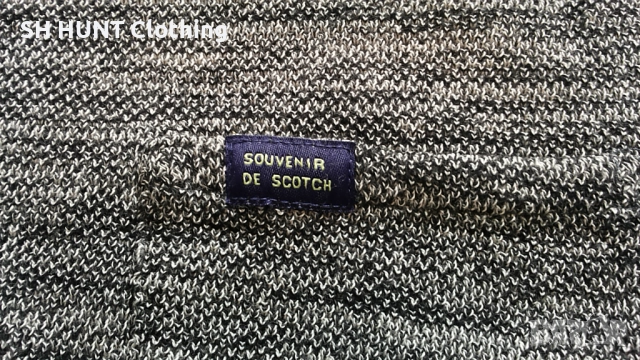 SH HUNT Clothing
SOUVENIR
DE SCOTCH